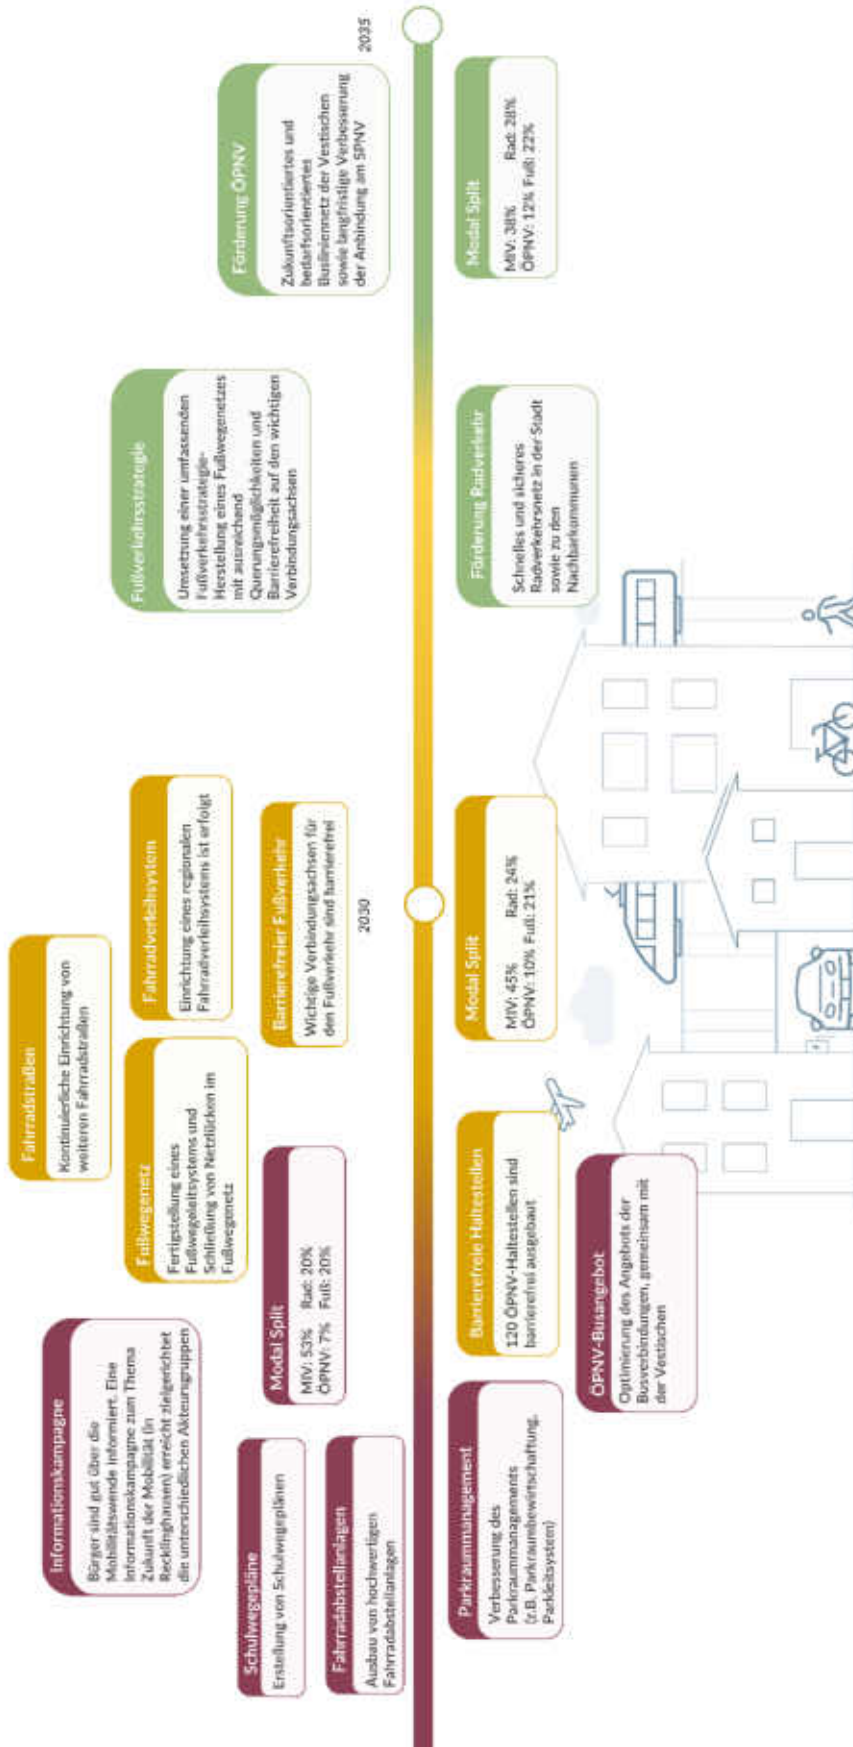 Informationskampagne
Bürger sind gut über die
Mobilitätswende informiert. Eine
Informationskampagne zum Thema
Zukunft der Mobilität (in
Recklinghausen) erreicht zielgerichtet
die unterschiedlichen Akteursgruppen
Schulwegepläne
Erstellung von Schulwegeplänen
Fahrradabstellanlagen
Ausbau von hochwertigen
Fahrradabstellanlagen
Modal Split
MIV: 53% Rad: 20%
ÖPNV: 7% Fuß: 20%
Parkraummanagement
Verbesserung des
Parkraummanagements
(z.B. Parkraumbewirtschaftung,
Parkleitsystem)
ÖPNV-Busangebot
Optimierung des Angebots der
Busverbindungen, gemeinsam mit
der Vestischen
Fahrradstraßen
Kontinuierliche Einrichtung von
weiteren Fahrradstraßen
Fußwegenetz
Fertigstellung eines
Fußwegeleitsystems und
Schließung von Netzlücken im
Fußwegenetz
Fahrradverleihsystem
Einrichtung eines regionalen
Fahrradverleihsystems ist erfolgt
Barrierefreier Fußverkehr
Wichtige Verbindungsachsen für
den Fußverkehr sind barrierefrei
2030
Barrierefreie Haltestellen
120 ÖPNV-Haltestellen sind
barrierefrei ausgebaut
Modal Split
MIV: 45% Rad: 24%
ÖPNV: 10% Fuß: 21%
Fußverkehrsstrategie
Umsetzung einer umfassenden
Fußverkehrsstrategie-
Herstellung eines Fußwegenetzes
mit ausreichend
Querungsmöglichkeiten und
Barrierefreiheit auf den wichtigen
Verbindungsachsen
Förderung ÖPNV
Zukunftsorientiertes und
bedarfsorientiertes
Busliniennetz der Vestischen
sowie langfristige Verbesserung
der Anbindung am SPNV
2035
Förderung Radverkehr
Schnelles und sicheres
Radverkehrsnetz in der Stadt
sowie zu den
Nachbarkommunen
Modal Split
MIV: 38% Rad: 28%
ÖPNV: 12% Fuß: 22%